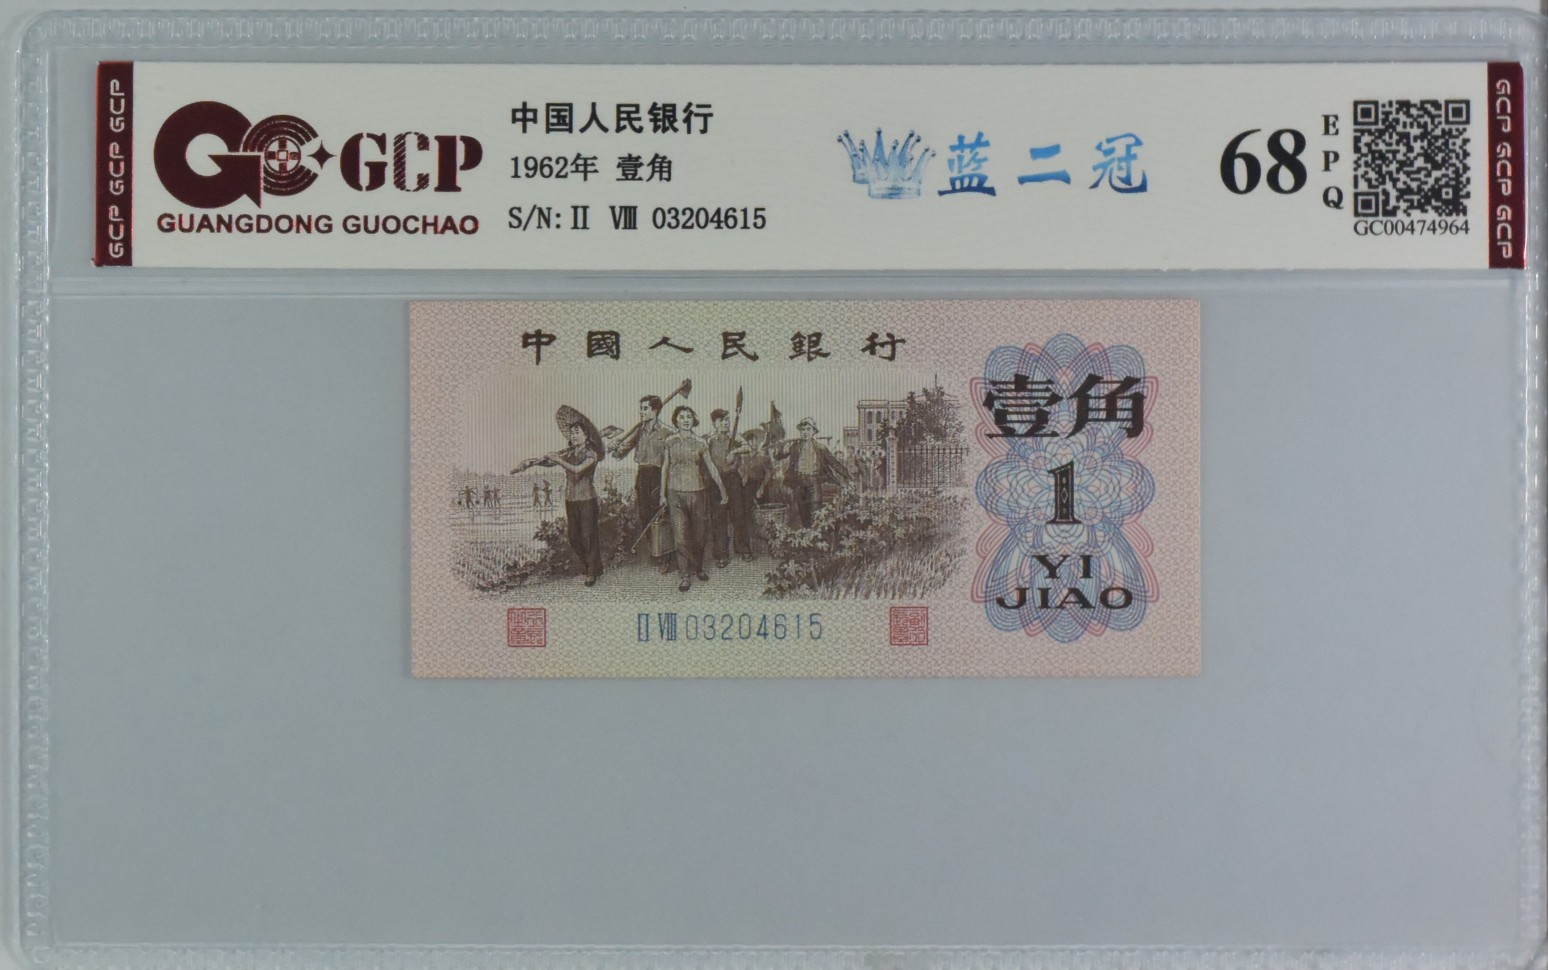 GCP GCP GCP
GCP
GUANGDONG GUOCHAO
中国人民银行
1962年 壹角
S/N: II VIII 03204615
蓝二冠
68
EPQ
GC00474964
GCP GCP GCP
中國人民銀行
壹角
1
YI
JIAO
II VIII 03204615